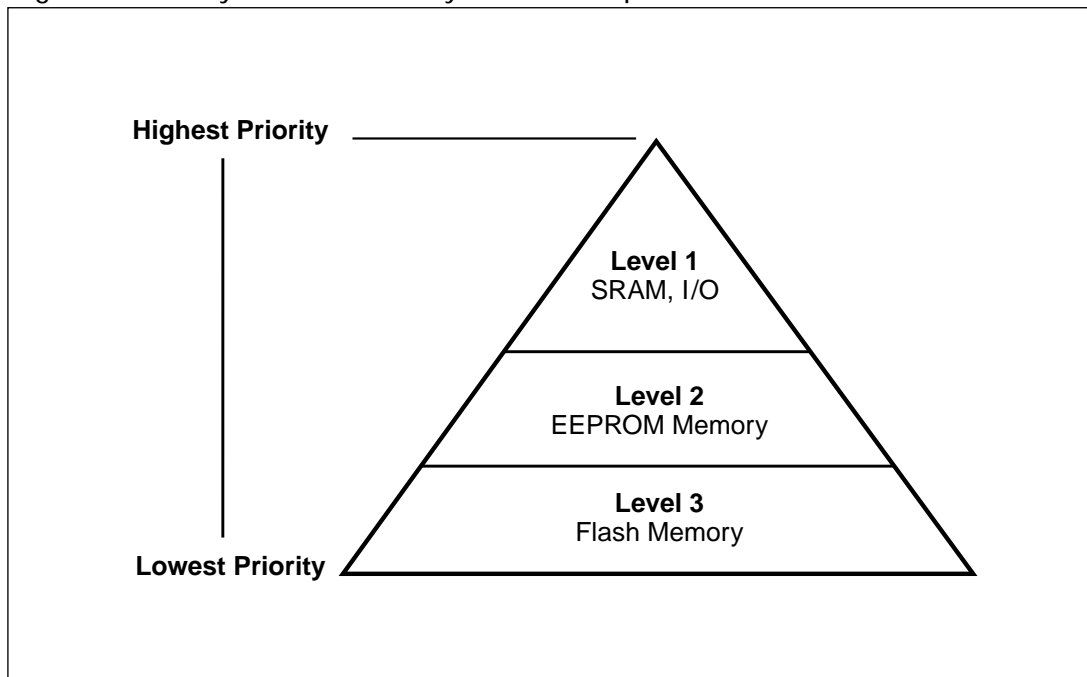 Highest Priority
Level 1
SRAM, I/O
Level 2
EEPROM Memory
Level 3
Flash Memory
Lowest Priority